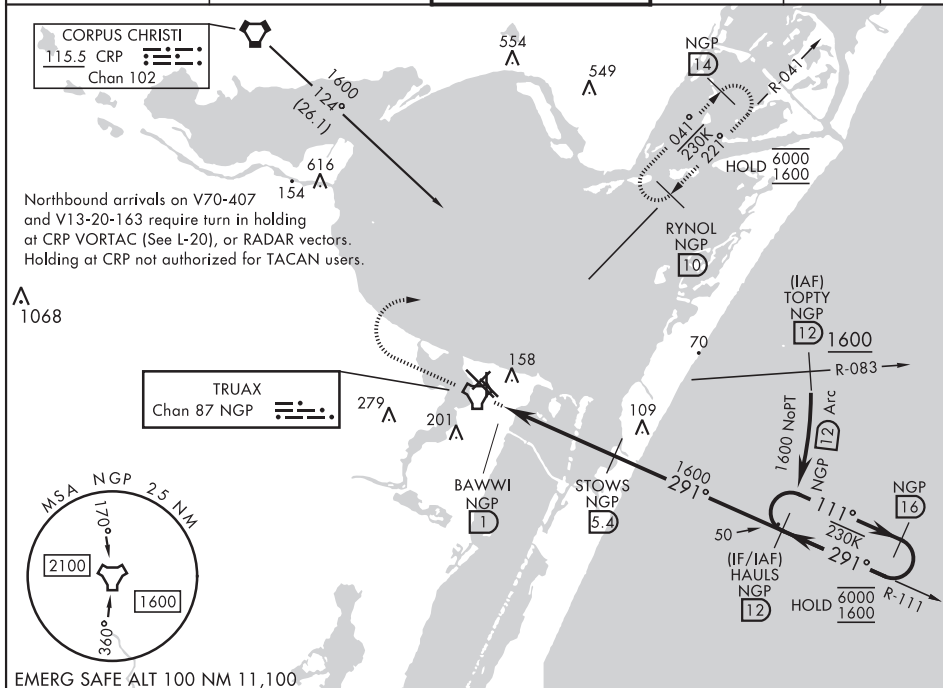 CORPUS CHRISTI
115.5 CRP
Chan 102
1600
124°
(26.1)
554
549
NGP
14
R-041
041°
230K
221°
HOLD 6000
1600
616
154
Northbound arrivals on V70-407
and V13-20-163 require turn in holding
at CRP VORTAC (See L-20), or RADAR vectors.
Holding at CRP not authorized for TACAN users.
RYNOL
NGP
10
1068
(IAF)
TOPTY
NGP
12
1600
R-083
70
TRUAX
Chan 87 NGP
158
279
201
109
1600 NoPT
NGP 12 Arc
1600
291°
BAWWI
NGP
1
STOWS
NGP
5.4
NGP
16
111°
230K
291°
50
(IF/IAF)
HAULS
NGP
12
HOLD 6000
1600
R-111
MSA NGP 25 NM
170°
2100
1600
360°
EMERG SAFE ALT 100 NM 11,100